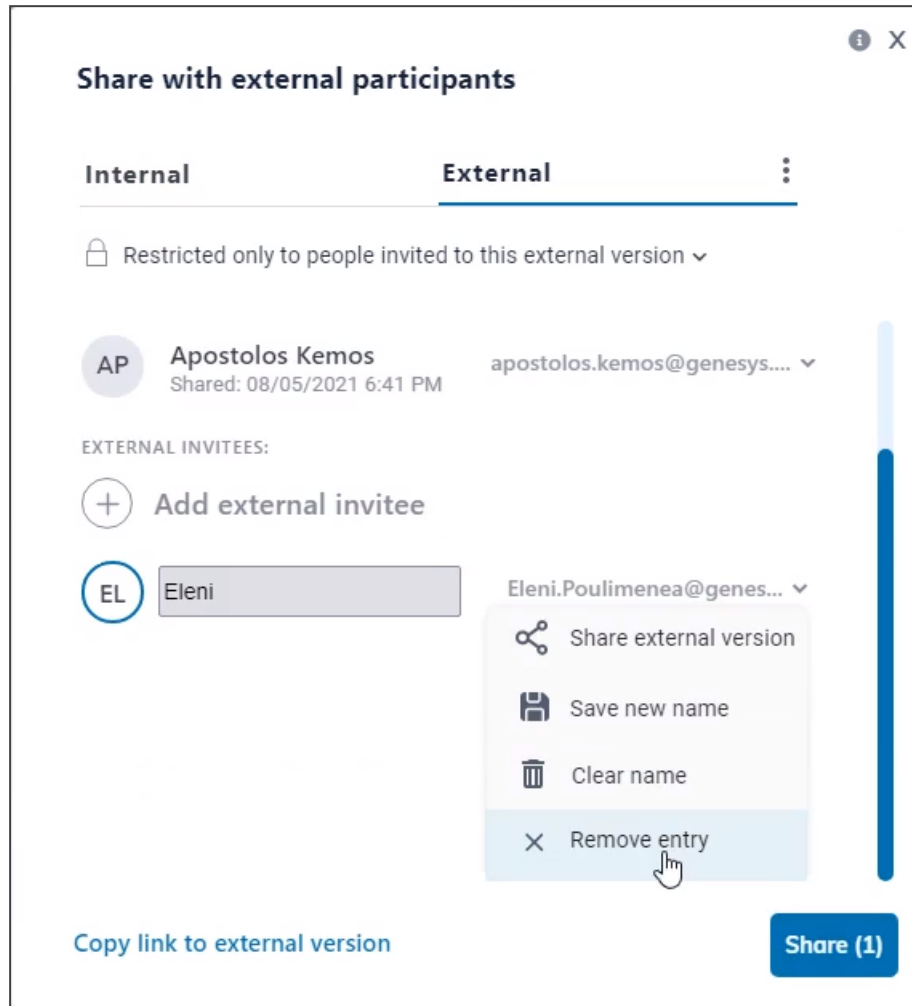 i X
Share with external participants
Internal External
Restricted only to people invited to this external version
AP Apostolos Kemos apostolos.kemos@genesys....
Shared: 08/05/2021 6:41 PM
EXTERNAL INVITEES:
Add external invitee
EL Eleni Eleni.Poulimenea@genes...
Share external version
Save new name
Clear name
Remove entry
Copy link to external version Share (1)